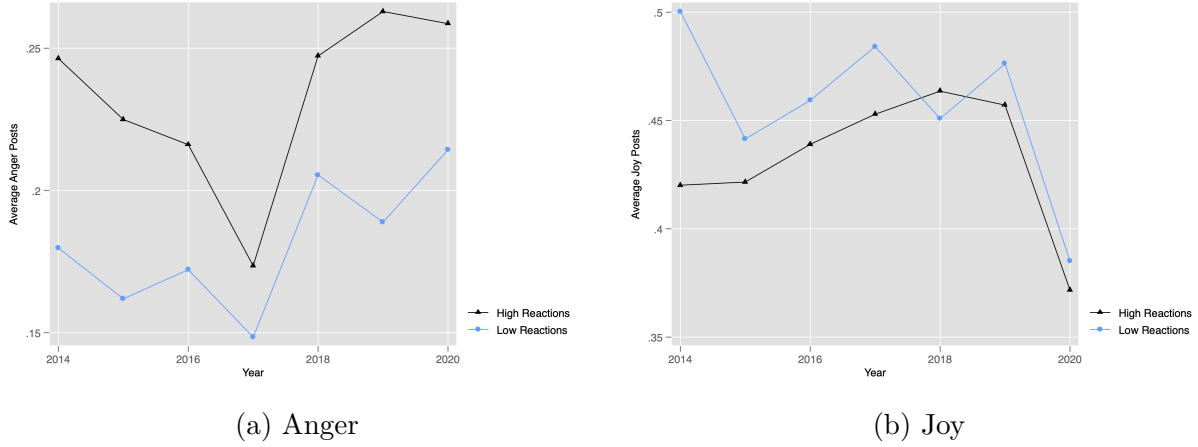 Average Anger Posts
.25
.2
.15
2014 2016 2018 2020
Year
High Reactions
Low Reactions
(a) Anger
Average Joy Posts
.5
.45
.4
.35
2014 2016 2018 2020
Year
High Reactions
Low Reactions
(b) Joy